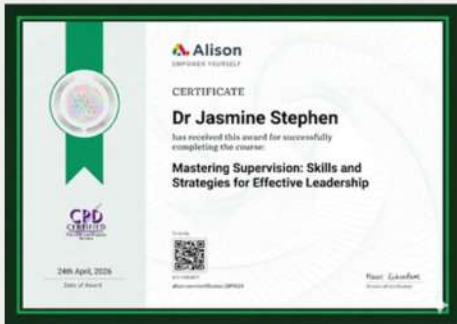 Alison
EMPOWER YOURSELF
CERTIFICATE
Dr Jasmine Stephen
has received this award for successfully
completing the course:
Mastering Supervision: Skills and
Strategies for Effective Leadership
CPD
CERTIFIED
24th April, 2026
Date of Award